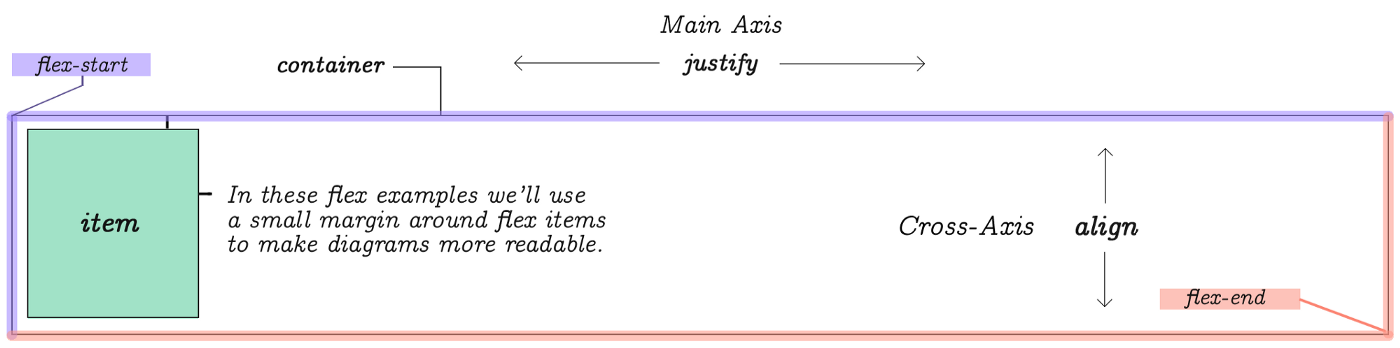 Main Axis
flex-start
container
justify
item
In these flex examples we'll use
a small margin around flex items
to make diagrams more readable.
Cross-Axis
align
flex-end